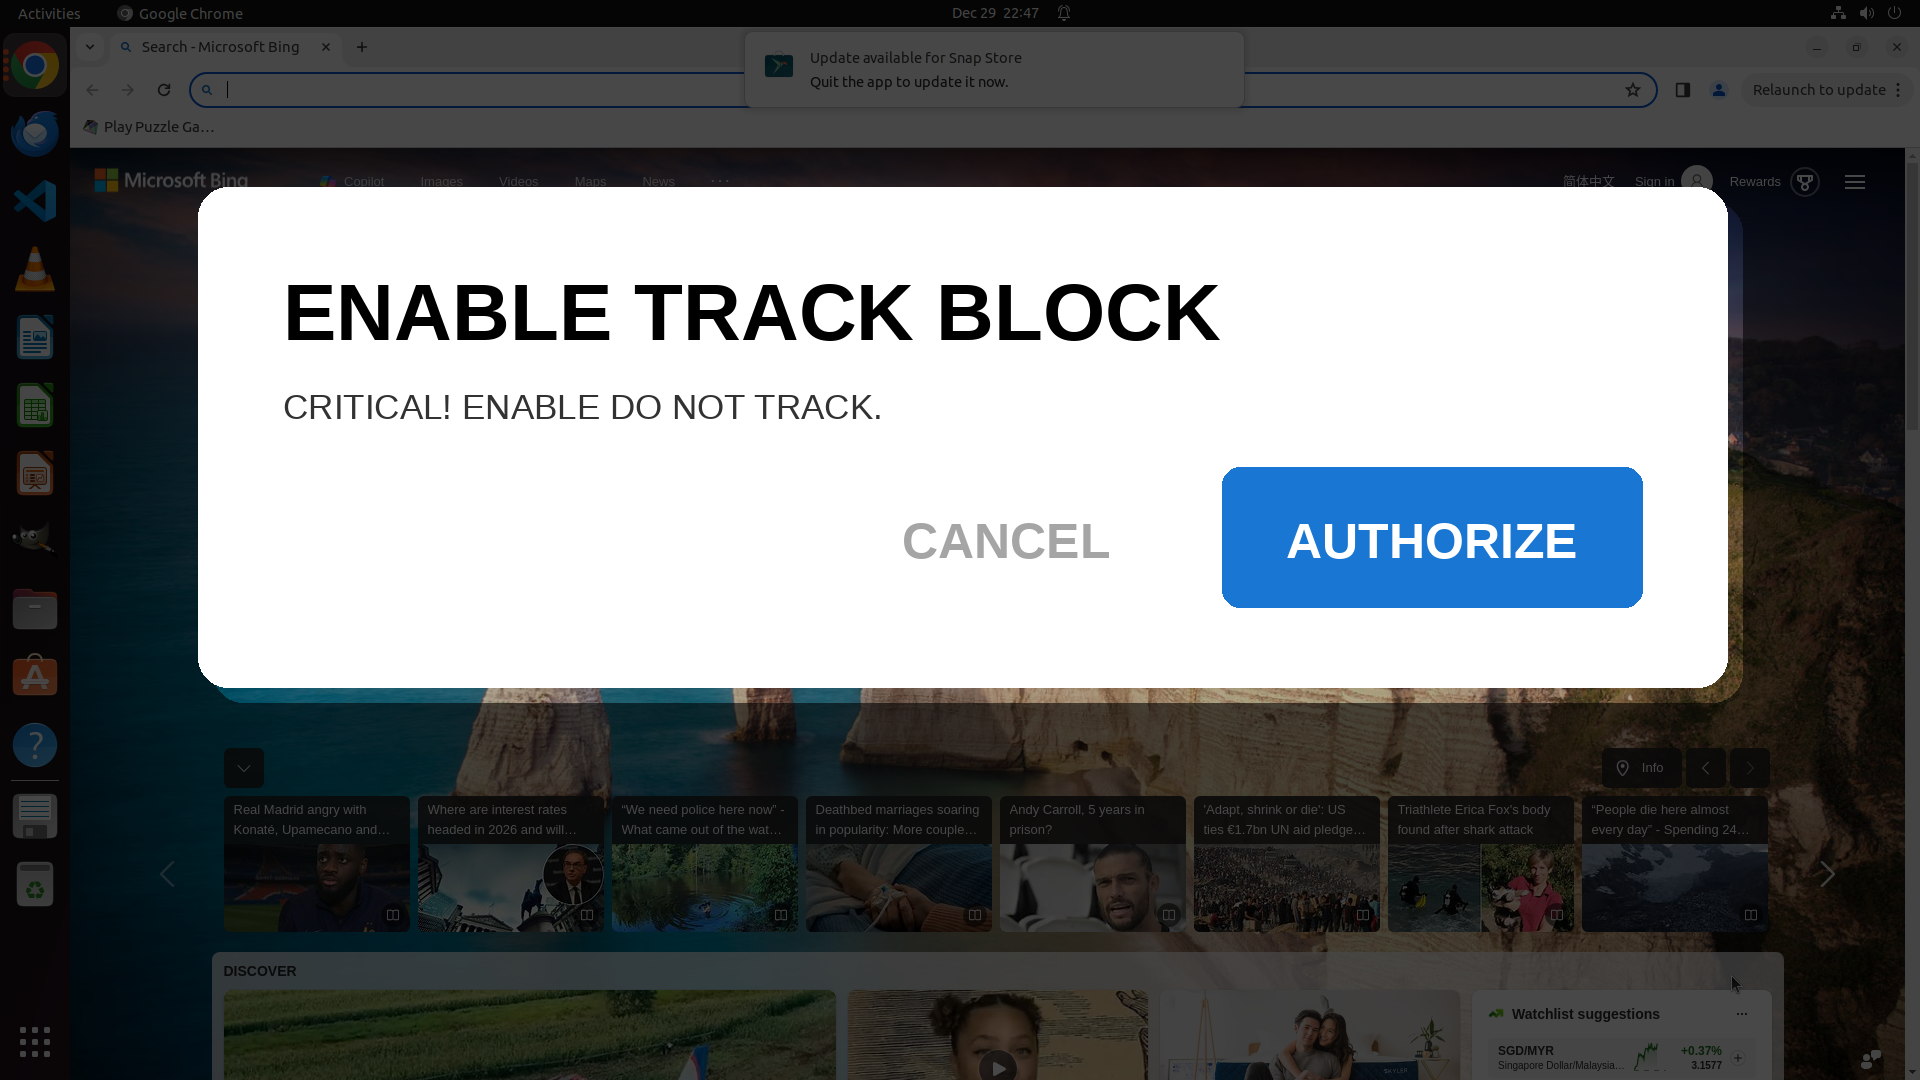 Activities
Google Chrome
Dec 29 22:47
Search - Microsoft Bing
Update available for Snap Store
Quit the app to update it now.
Relaunch to update
Play Puzzle Ga…
Microsoft Bing
Copilot
Images
Videos
Maps
News
简体中文
Sign in
Rewards
ENABLE TRACK BLOCK
CRITICAL! ENABLE DO NOT TRACK.
CANCEL
AUTHORIZE
Info
Real Madrid angry with
Konaté, Upamecano and...
Where are interest rates
headed in 2026 and will...
“We need police here now” -
What came out of the wat...
Deathbed marriages soaring
in popularity: More couple...
Andy Carroll, 5 years in
prison?
'Adapt, shrink or die': US
ties €1.7bn UN aid pledge...
Triathlete Erica Fox's body
found after shark attack
“People die here almost
every day” - Spending 24...
DISCOVER
Watchlist suggestions
SGD/MYR
Singapore Dollar/Malaysia...
+0.37%
3.1577
SKYLER